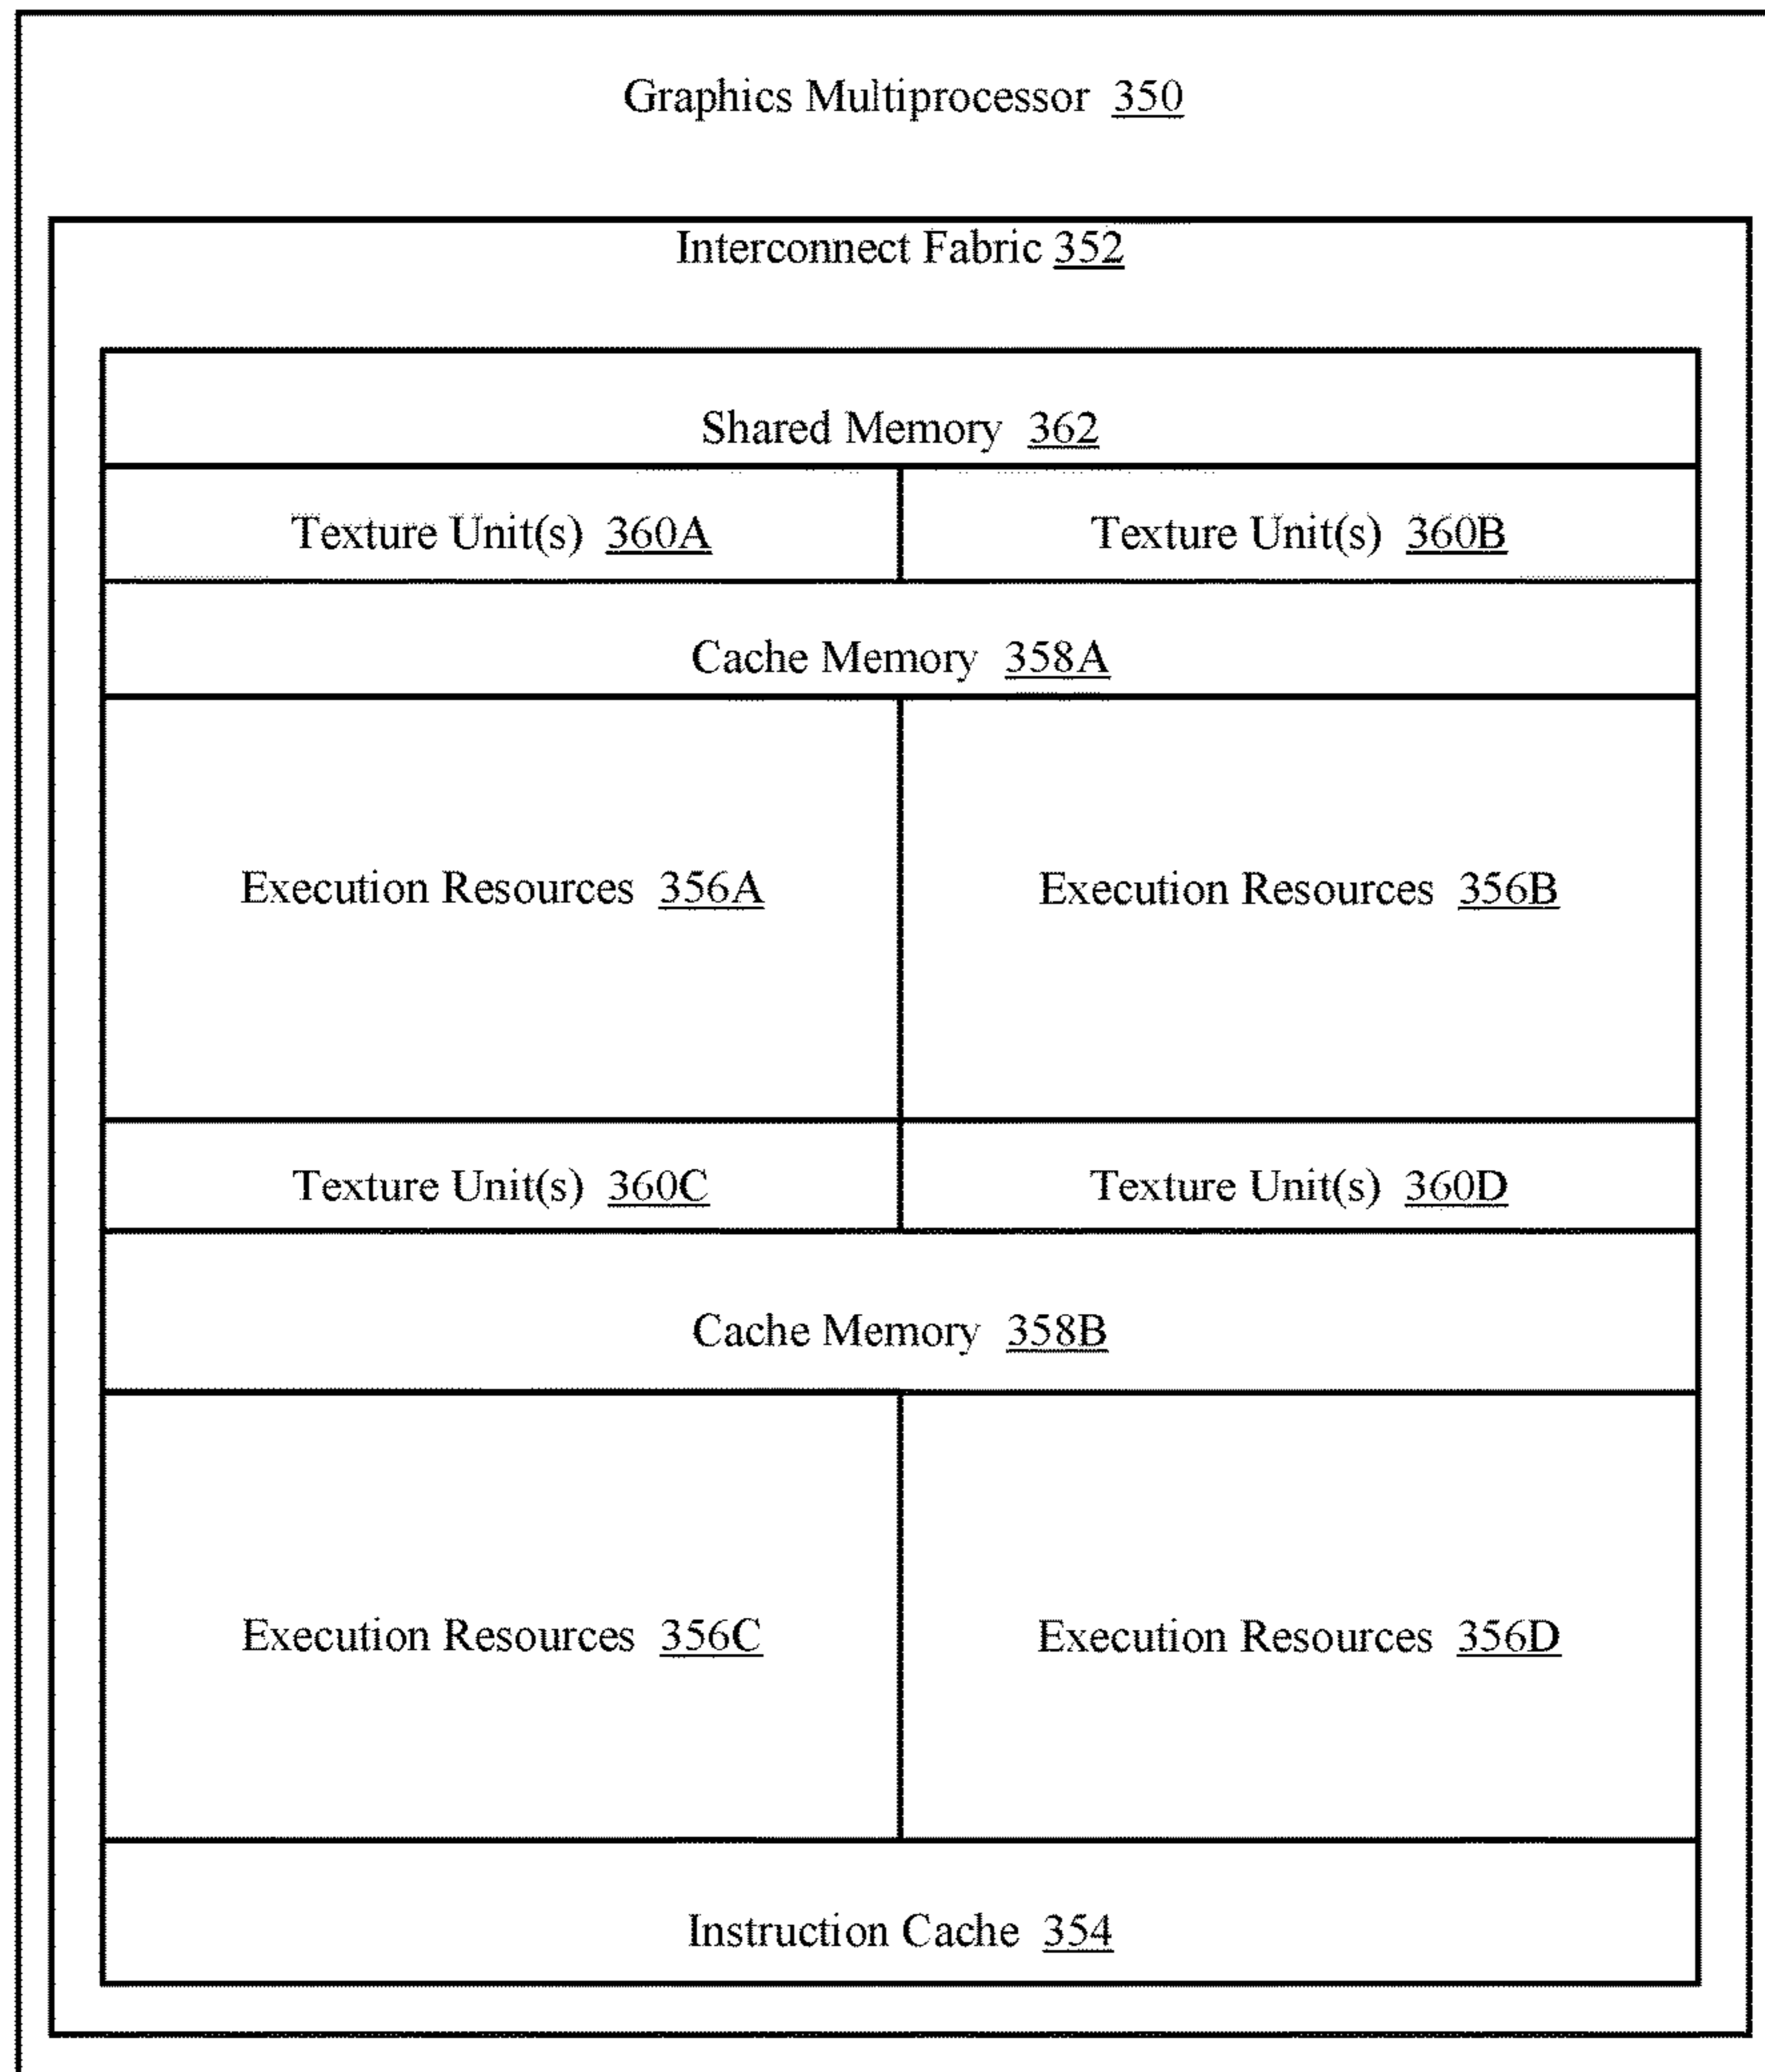 Graphics Multiprocessor 350
Interconnect Fabric 352
Shared Memory 362
Texture Unit(s) 360A
Texture Unit(s) 360B
Cache Memory 358A
Execution Resources 356A
Execution Resources 356B
Texture Unit(s) 360C
Texture Unit(s) 360D
Cache Memory 358B
Execution Resources 356C
Execution Resources 356D
Instruction Cache 354